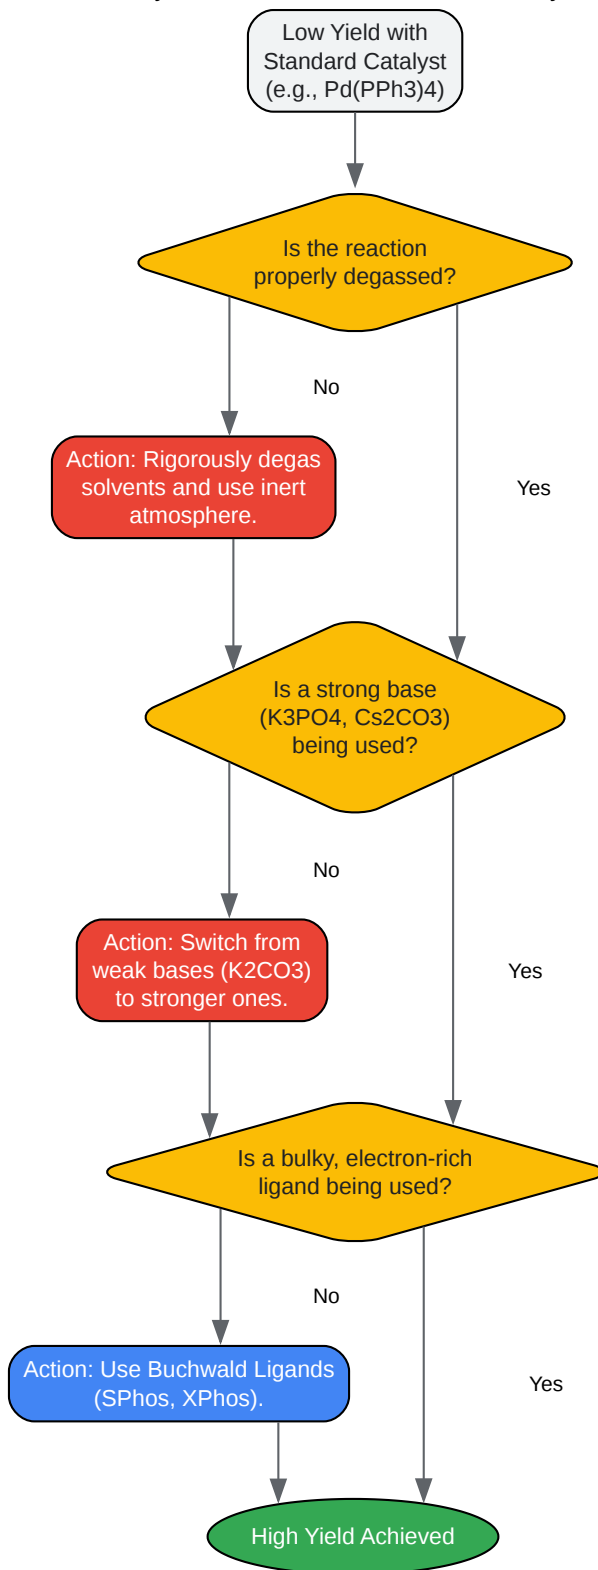 Low Yield with
Standard Catalyst
(e.g., Pd(PPh3)4)
Is the reaction
properly degassed?
No
Action: Rigorously degas
solvents and use inert
atmosphere.
Yes
Is a strong base
(K3PO4, Cs2CO3)
being used?
No
Action: Switch from
weak bases (K2CO3)
to stronger ones.
Yes
Is a bulky, electron-rich
ligand being used?
No
Action: Use Buchwald Ligands
(SPhos, XPhos).
Yes
High Yield Achieved